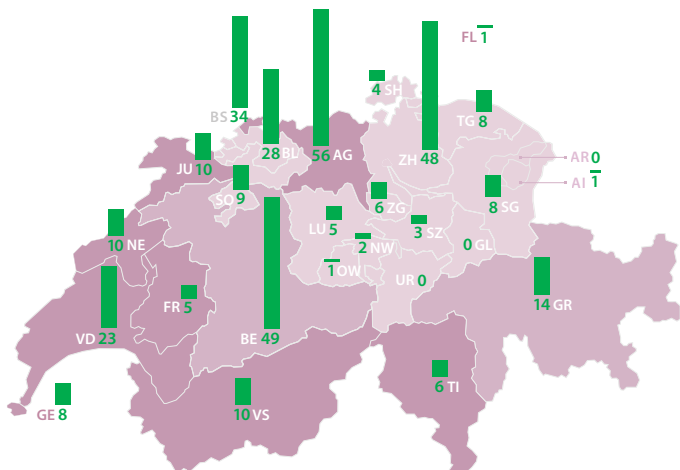 FL 1
4 SH
BS 34
TG 8
28 BL
56 AG
ZH 48
AR 0
JU 10
AI 1
SO 9
6 ZG
8 SG
LU 5
3 SZ
10 NE
2 NW
0 GL
1 OW
UR 0
FR 5
14 GR
VD 23
BE 49
6 TI
GE 8
10 VS